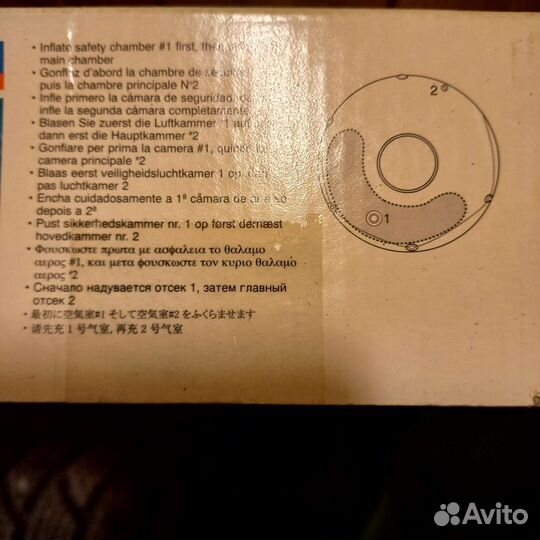 • Inflate safety chamber #1 first, then
main chamber
• Gonflez d'abord la chambre de
puis la chambre principale N°2
• Infle primero la cámara de seguridad,
infle la segunda cámara completamente
• Blasen Sie zuerst die Luftkammer *1 auf
dann erst die Hauptkammer *2
• Gonfiare per prima la camera #1, quindi
camera principale *2
• Blaas eerst veiligheidsluchtkamer 1 op,
pas luchtkamer 2
• Encha cuidadosamente a 1ª câmara de ar e só
depois a 2ª
• Pust sikkerhedskammer nr. 1 op først dernæst
hovedkammer nr. 2
• Φουσκωστε πρωτα με ασφαλεια το θαλαμο
αερος #1, και μετα φουσκωστε τον κυριο θαλαμο
αερος *2
• Сначало надувается отсек 1, затем главный
отсек 2
• 最初に空気室#1 そして空気室#2 をふくらませます
• 请先充 1 号气室, 再充 2 号气室
2
1
Avito